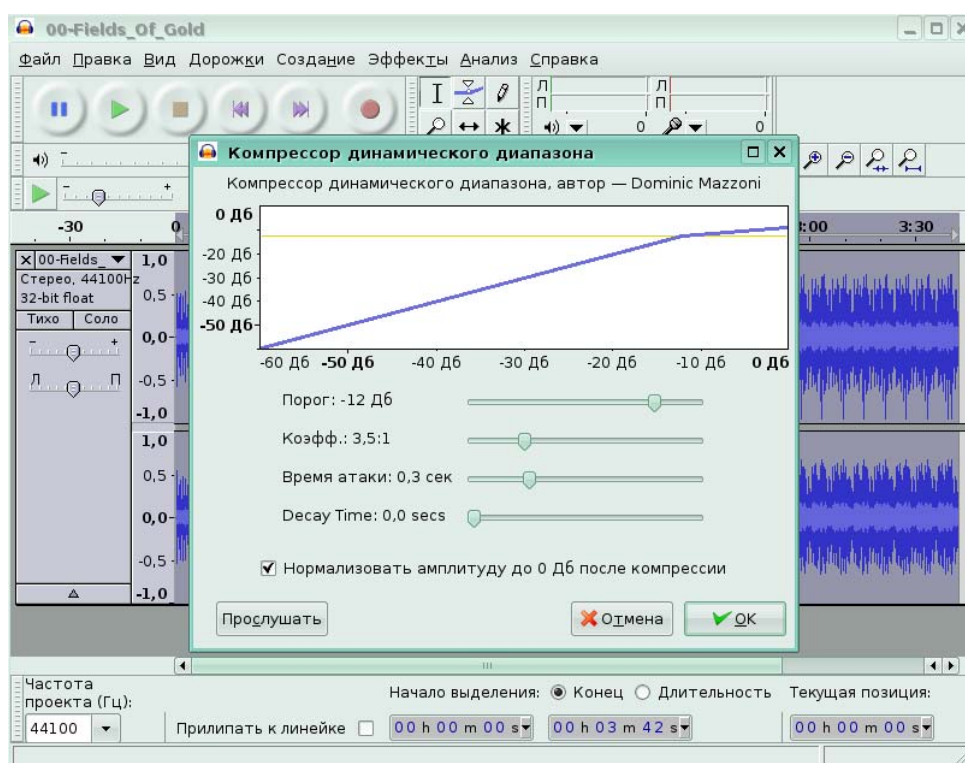 00-Fields_Of_Gold
Файл Правка Вид Дорожки Создание Эффекты Анализ Справка
Л
П
Л
П
0
0
Компрессор динамического диапазона
Компрессор динамического диапазона, автор — Dominic Mazzoni
0 Дб
-20 Дб
-30 Дб
-40 Дб
-50 Дб
-60 Дб -50 Дб -40 Дб -30 Дб -20 Дб -10 Дб 0 Дб
Порог: -12 Дб
Коэфф.: 3,5:1
Время атаки: 0,3 сек
Decay Time: 0,0 secs
Нормализовать амплитуду до 0 Дб после компрессии
Прослушать Отмена OK
- +
-30 0 3:00 3:30
00-Fields_ 1,0
Стерео, 44100Hz
32-bit float 0,5
Тихо Соло
- + 0,0
Л П -0,5
-1,0
1,0
0,5
0,0
-0,5
-1,0
Частота
проекта (Гц):
44100
Начало выделения: Конец Длительность Текущая позиция:
Прилипать к линейке 00 h 00 m 00 s 00 h 03 m 42 s 00 h 00 m 00 s